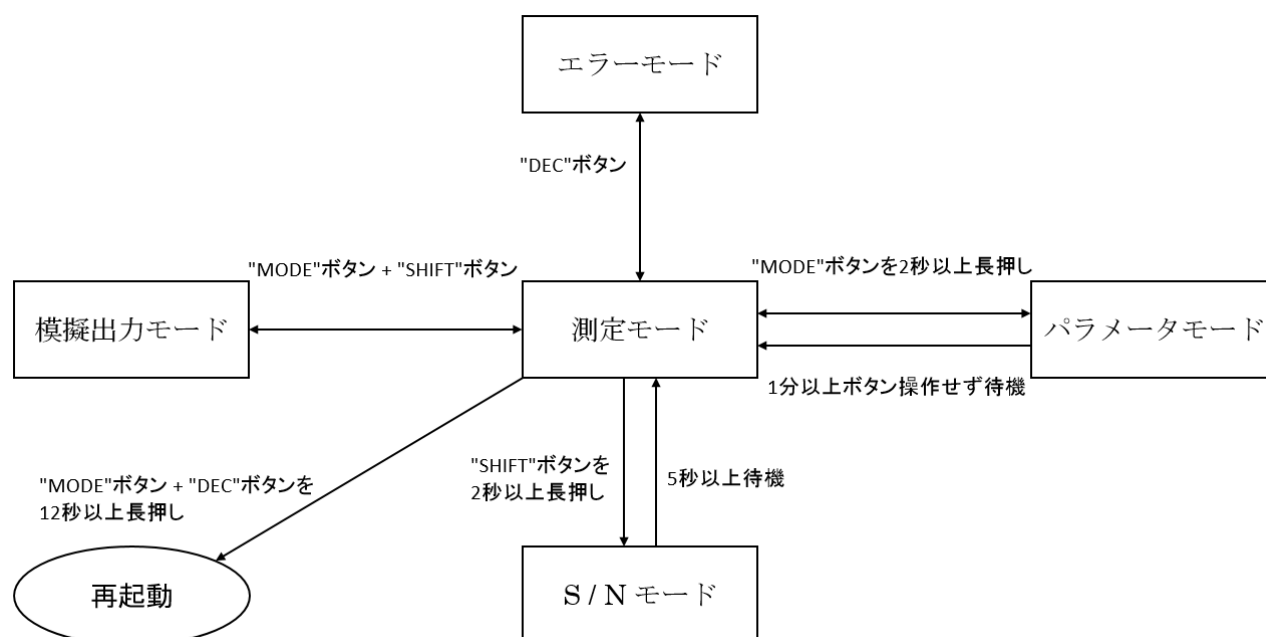 エラーモード
"DEC"ボタン
"MODE"ボタン + "SHIFT"ボタン
"MODE"ボタンを2秒以上長押し
模擬出力モード
測定モード
パラメータモード
1分以上ボタン操作せず待機
"MODE"ボタン + "DEC"ボタンを
12秒以上長押し
"SHIFT"ボタンを
2秒以上長押し
5秒以上待機
再起動
S / N モード